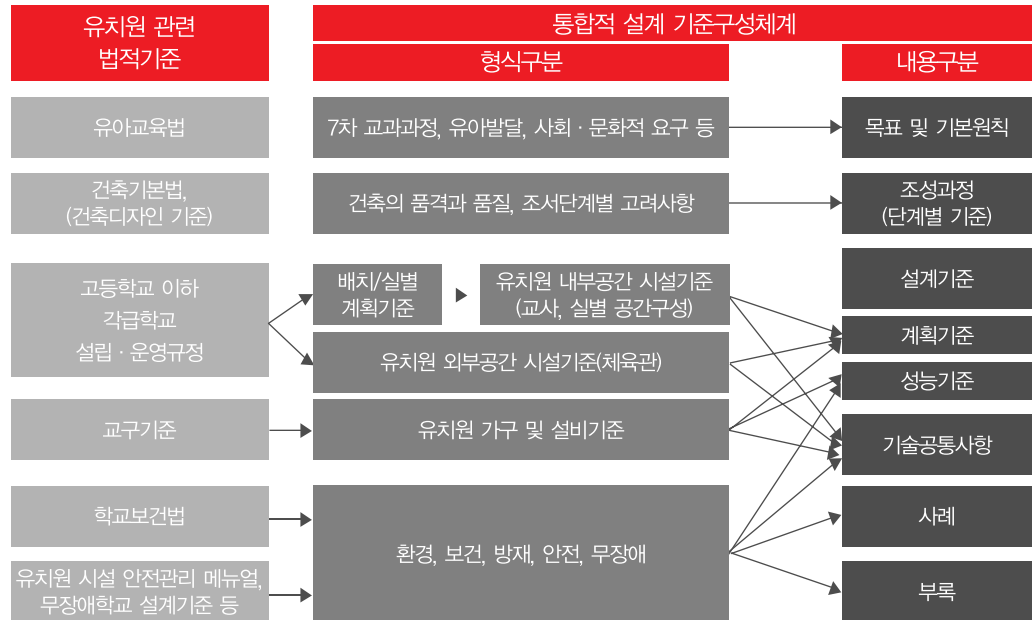 유치원 관련
법적기준
통합적 설계 기준구성체계
형식구분
내용구분
유아교육법
7차 교과과정, 유아발달, 사회 · 문화적 요구 등
목표 및 기본원칙
건축기본법,
(건축디자인 기준)
건축의 품격과 품질, 조서단계별 고려사항
조성과정
(단계별 기준)
고등학교 이하
각급학교
설립 · 운영규정
배치/실별
계획기준
유치원 내부공간 시설기준
(교사, 실별 공간구성)
설계기준
계획기준
유치원 외부공간 시설기준(체육관)
성능기준
교구기준
유치원 가구 및 설비기준
기술공통사항
학교보건법
환경, 보건, 방재, 안전, 무장애
사례
유치원 시설 안전관리 메뉴얼,
무장애학교 설계기준 등
부록